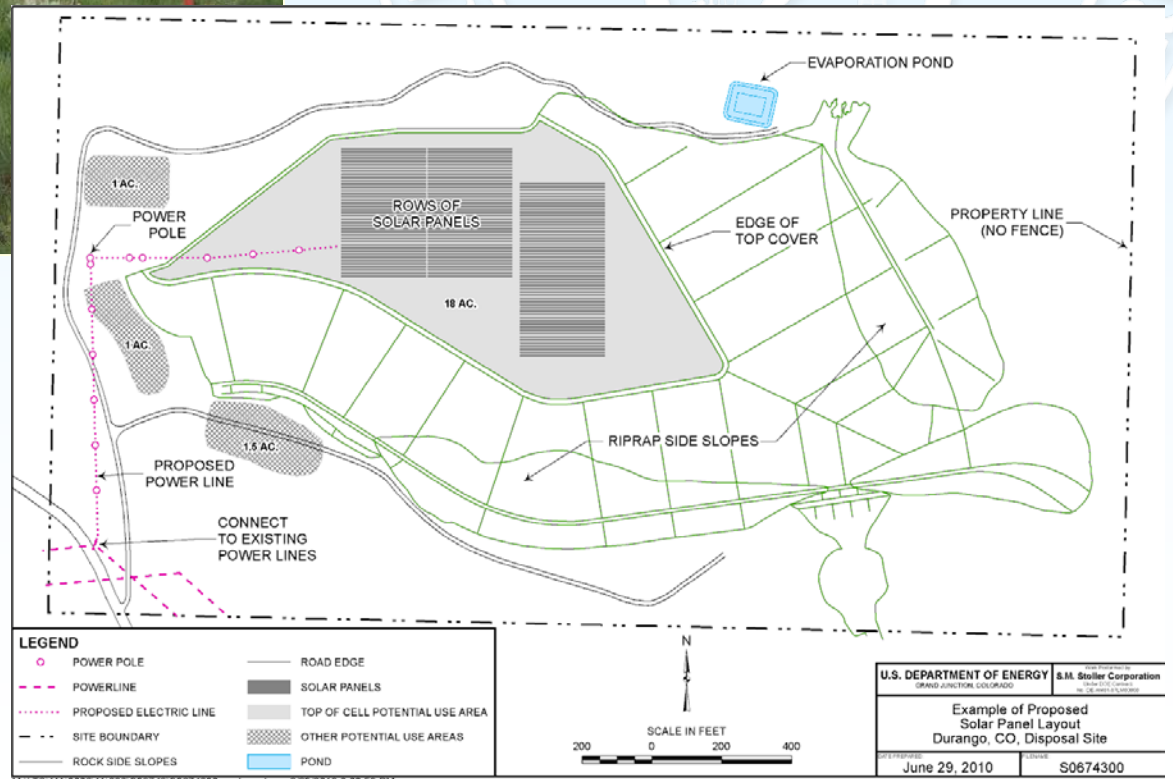 EVAPORATION POND
1 AC.
POWER
POLE
ROWS OF
SOLAR PANELS
EDGE OF
TOP COVER
PROPERTY LINE
(NO FENCE)
18 AC.
1 AC.
1.5 AC.
RIPRAP SIDE SLOPES
PROPOSED
POWER LINE
CONNECT
TO EXISTING
POWER LINES
LEGEND
POWER POLE
POWERLINE
PROPOSED ELECTRIC LINE
SITE BOUNDARY
ROCK SIDE SLOPES
ROAD EDGE
SOLAR PANELS
TOP OF CELL POTENTIAL USE AREA
OTHER POTENTIAL USE AREAS
POND
N
SCALE IN FEET
200 0 200 400
U.S. DEPARTMENT OF ENERGY
GRAND JUNCTION, COLORADO
S.M. Stoller Corporation
Example of Proposed
Solar Panel Layout
Durango, CO, Disposal Site
DATE PREPARED:
June 29, 2010
FILENAME:
S0674300